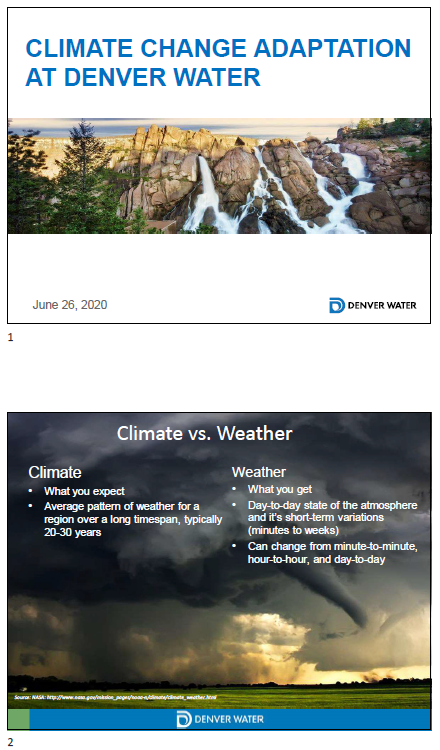 CLIMATE CHANGE ADAPTATION
AT DENVER WATER
June 26, 2020
DENVER WATER
1
Climate vs. Weather
Climate
• What you expect
• Average pattern of weather for a
region over a long timespan, typically
20-30 years
Weather
• What you get
• Day-to-day state of the atmosphere
and it's short-term variations
(minutes to weeks)
• Can change from minute-to-minute,
hour-to-hour, and day-to-day
Source: NASA: http://www.nasa.gov/mission_pages/noaa-n/climate/climate_weather.html
DENVER WATER
2